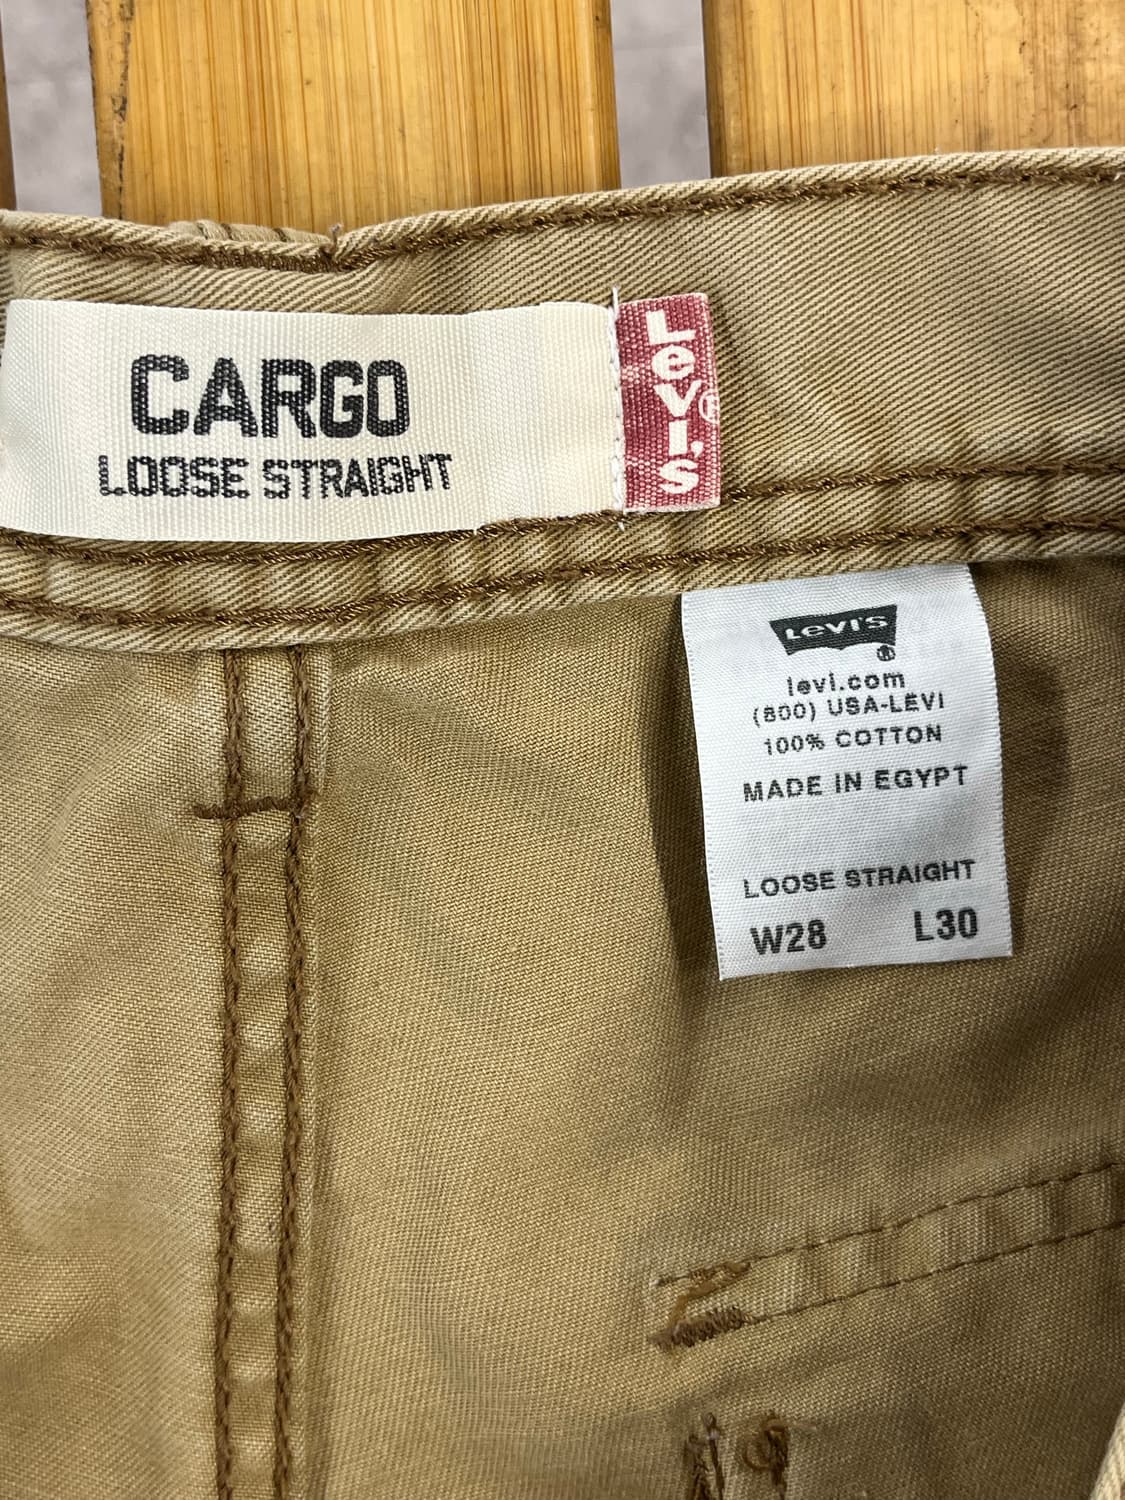 CARGO
LOOSE STRAIGHT
LEVI'S®
LEVI'S
®
levi.com
(800) USA-LEVI
100% COTTON
MADE IN EGYPT
LOOSE STRAIGHT
W28 L30